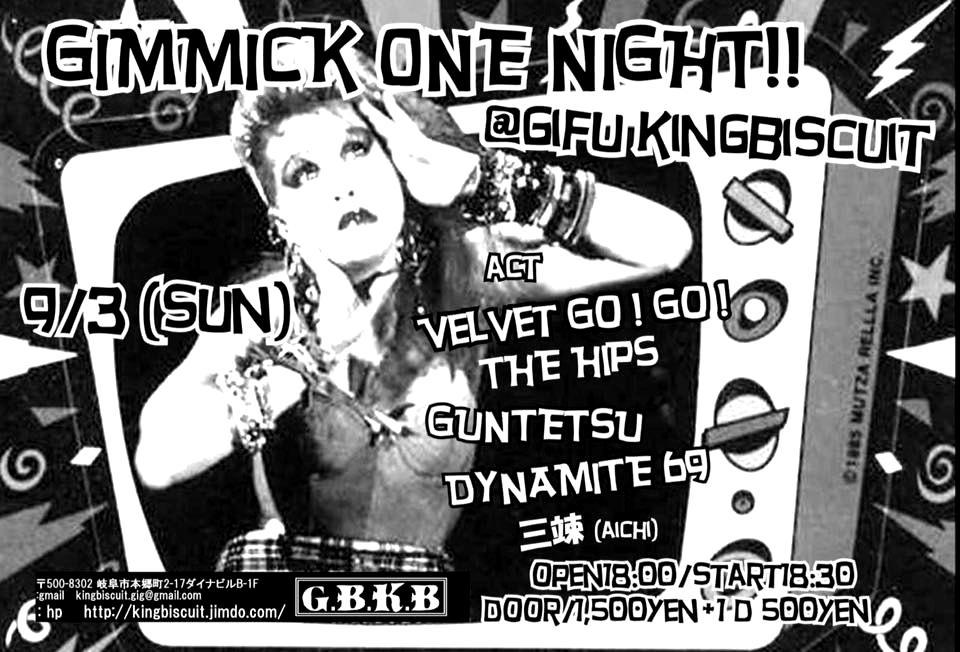 GIMMICK ONE NIGHT!!
@GIFU KINGBISCUIT
9/3 (SUN)
ACT
VELVET GO! GO!
THE HIPS
GUNTETSU
DYNAMITE 69
三竦 (AICHI)
OPEN18:00/START18:30
DOOR/1,500YEN+1D 500YEN
〒500-8302 岐阜市本郷町2-17ダイナビルB-1F
:gmail kingbiscuit.gig@gmail.com
: hp http://kingbiscuit.jimdo.com/
G.B.K.B
©1985 MUTZA RELLLA INC.